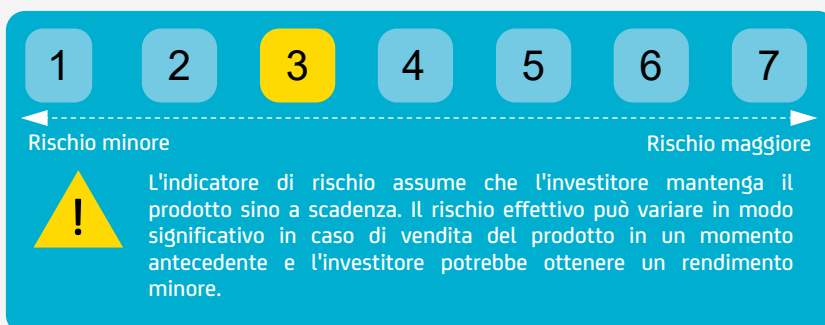 1 2 3 4 5 6 7
Rischio minore Rischio maggiore
!
L'indicatore di rischio assume che l'investitore mantenga il
prodotto sino a scadenza. Il rischio effettivo può variare in modo
significativo in caso di vendita del prodotto in un momento
antecedente e l'investitore potrebbe ottenere un rendimento
minore.